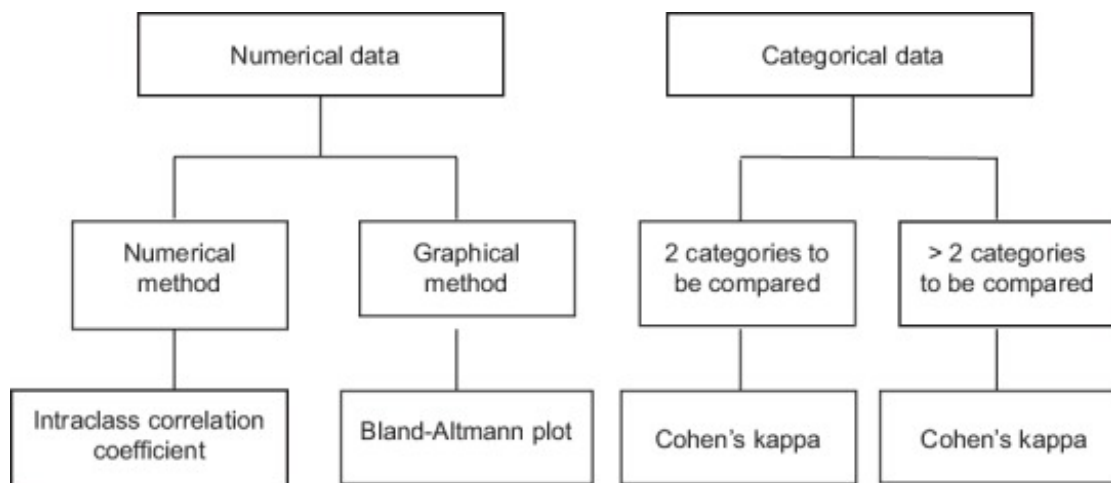 Numerical data
Categorical data
Numerical
method
Graphical
method
2 categories to
be compared
> 2 categories
to be compared
Intraclass correlation
coefficient
Bland-Altmann plot
Cohen's kappa
Cohen's kappa